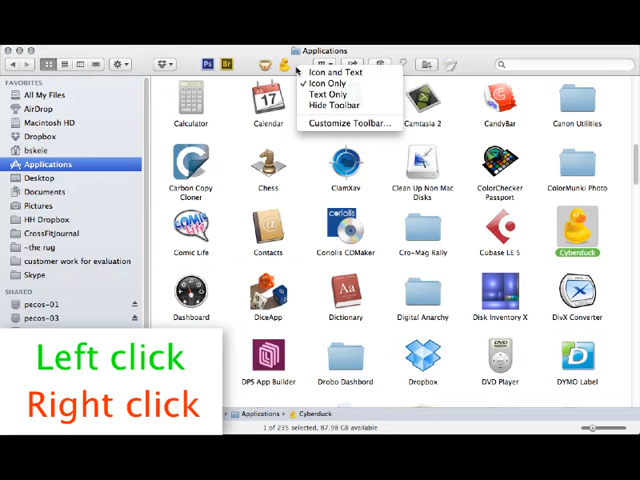 Applications
Ps
Br
Icon and Text
Icon Only
Text Only
Hide Toolbar
Customize Toolbar...
FAVORITES
All My Files
AirDrop
Macintosh HD
Dropbox
bskeie
Applications
Desktop
Documents
Pictures
HH Dropbox
CrossFitJournal
~the rug
customer work for evaluation
Skype
SHARED
pecos-01
pecos-03
17
Calculator
Calendar
Camtasia 2
CandyBar
Canon Utilities
Carbon Copy
Cloner
Chess
ClamXav
Clean Up Non Mac
Disks
ColorChecker
Passport
ColorMunki Photo
Comic Life
Contacts
Coriolis CDMaker
Cro-Mag Rally
Cubase LE 5
Cyberduck
Dashboard
DiceApp
Dictionary
Digital Anarchy
Disk Inventory X
DivX Converter
DPS App Builder
Drobo Dashbord
Dropbox
DVD Player
DYMO Label
Left click
Right click
Applications
Cyberduck
1 of 235 selected, 87.98 GB available